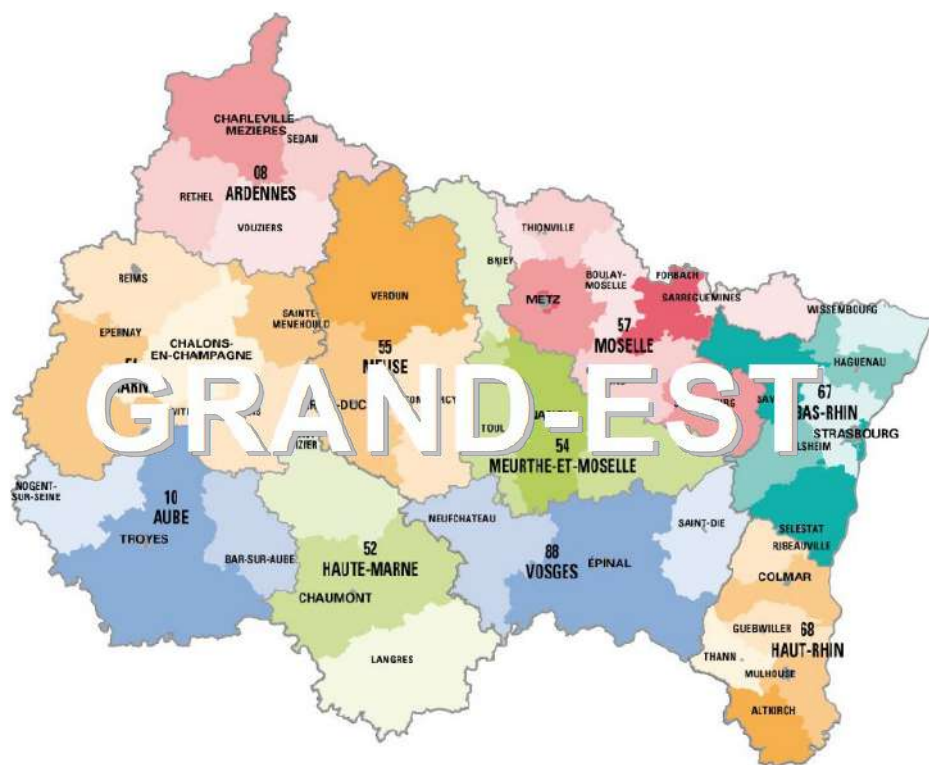 CHARLEVILLE
MEZIERES
SEDAN
08
ARDENNES
RETHEL
VOUZIERS
THIONVILLE
BRIEY
REIMS
BOULAY-
MOSELLE
FORBACH
METZ
SARREGUEMINES
VERDUN
SAINTE-
MENEHOULD
EPERNAY
CHALONS-
EN-CHAMPAGNE
57
MOSELLE
55
MEUSE
WISSEMBOURG
HAGUENAU
67
BAS-RHIN
GRAND-EST
STRASBOURG
TOUL
54
MEURTHE-ET-MOSELLE
NOGENT-
SUR-SEINE
10
AUBE
TROYES
BAR-SUR-AUBE
NEUFCHATEAU
SAINT-DIE
SELESTAT
RIBEAUVILLE
52
HAUTE-MARNE
88
VOSGES
ÉPINAL
COLMAR
CHAUMONT
GUEBWILLER
68
HAUT-RHIN
LANGRES
THANN
MULHOUSE
ALTKIRCH